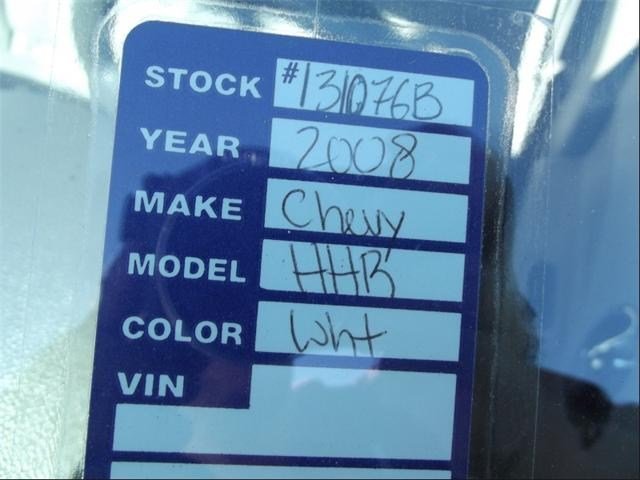 STOCK #131076B
YEAR 2008
MAKE Chevy
MODEL HHR
COLOR Wht
VIN